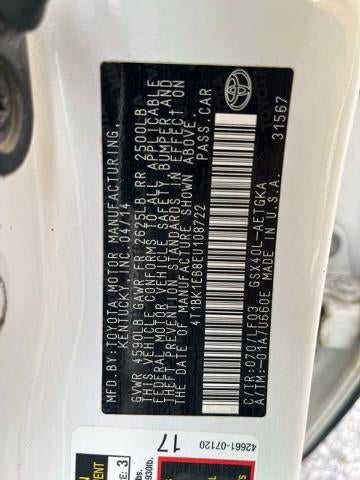 MFD.BY:TOYOTA MOTOR MANUFACTURING,
KENTUCKY, INC. 04/14
GVWR 4590LB GAWR FR 2625LB RR 2500LB
THIS VEHICLE CONFORMS TO ALL APPLICABLE
FEDERAL MOTOR VEHICLE SAFETY, BUMPER AND
THEFT PREVENTION STANDARDS IN EFFECT ON
THE DATE OF MANUFACTURE SHOWN ABOVE.
4T1BK1EB8EU108722 PASS.CAR
C/TR:070/LF03 GSX40L-AETGKA
A/TM:-01A/U660E MADE IN U.S.A.
31567
TOYOTA
42661-07120
17
3
930lb.